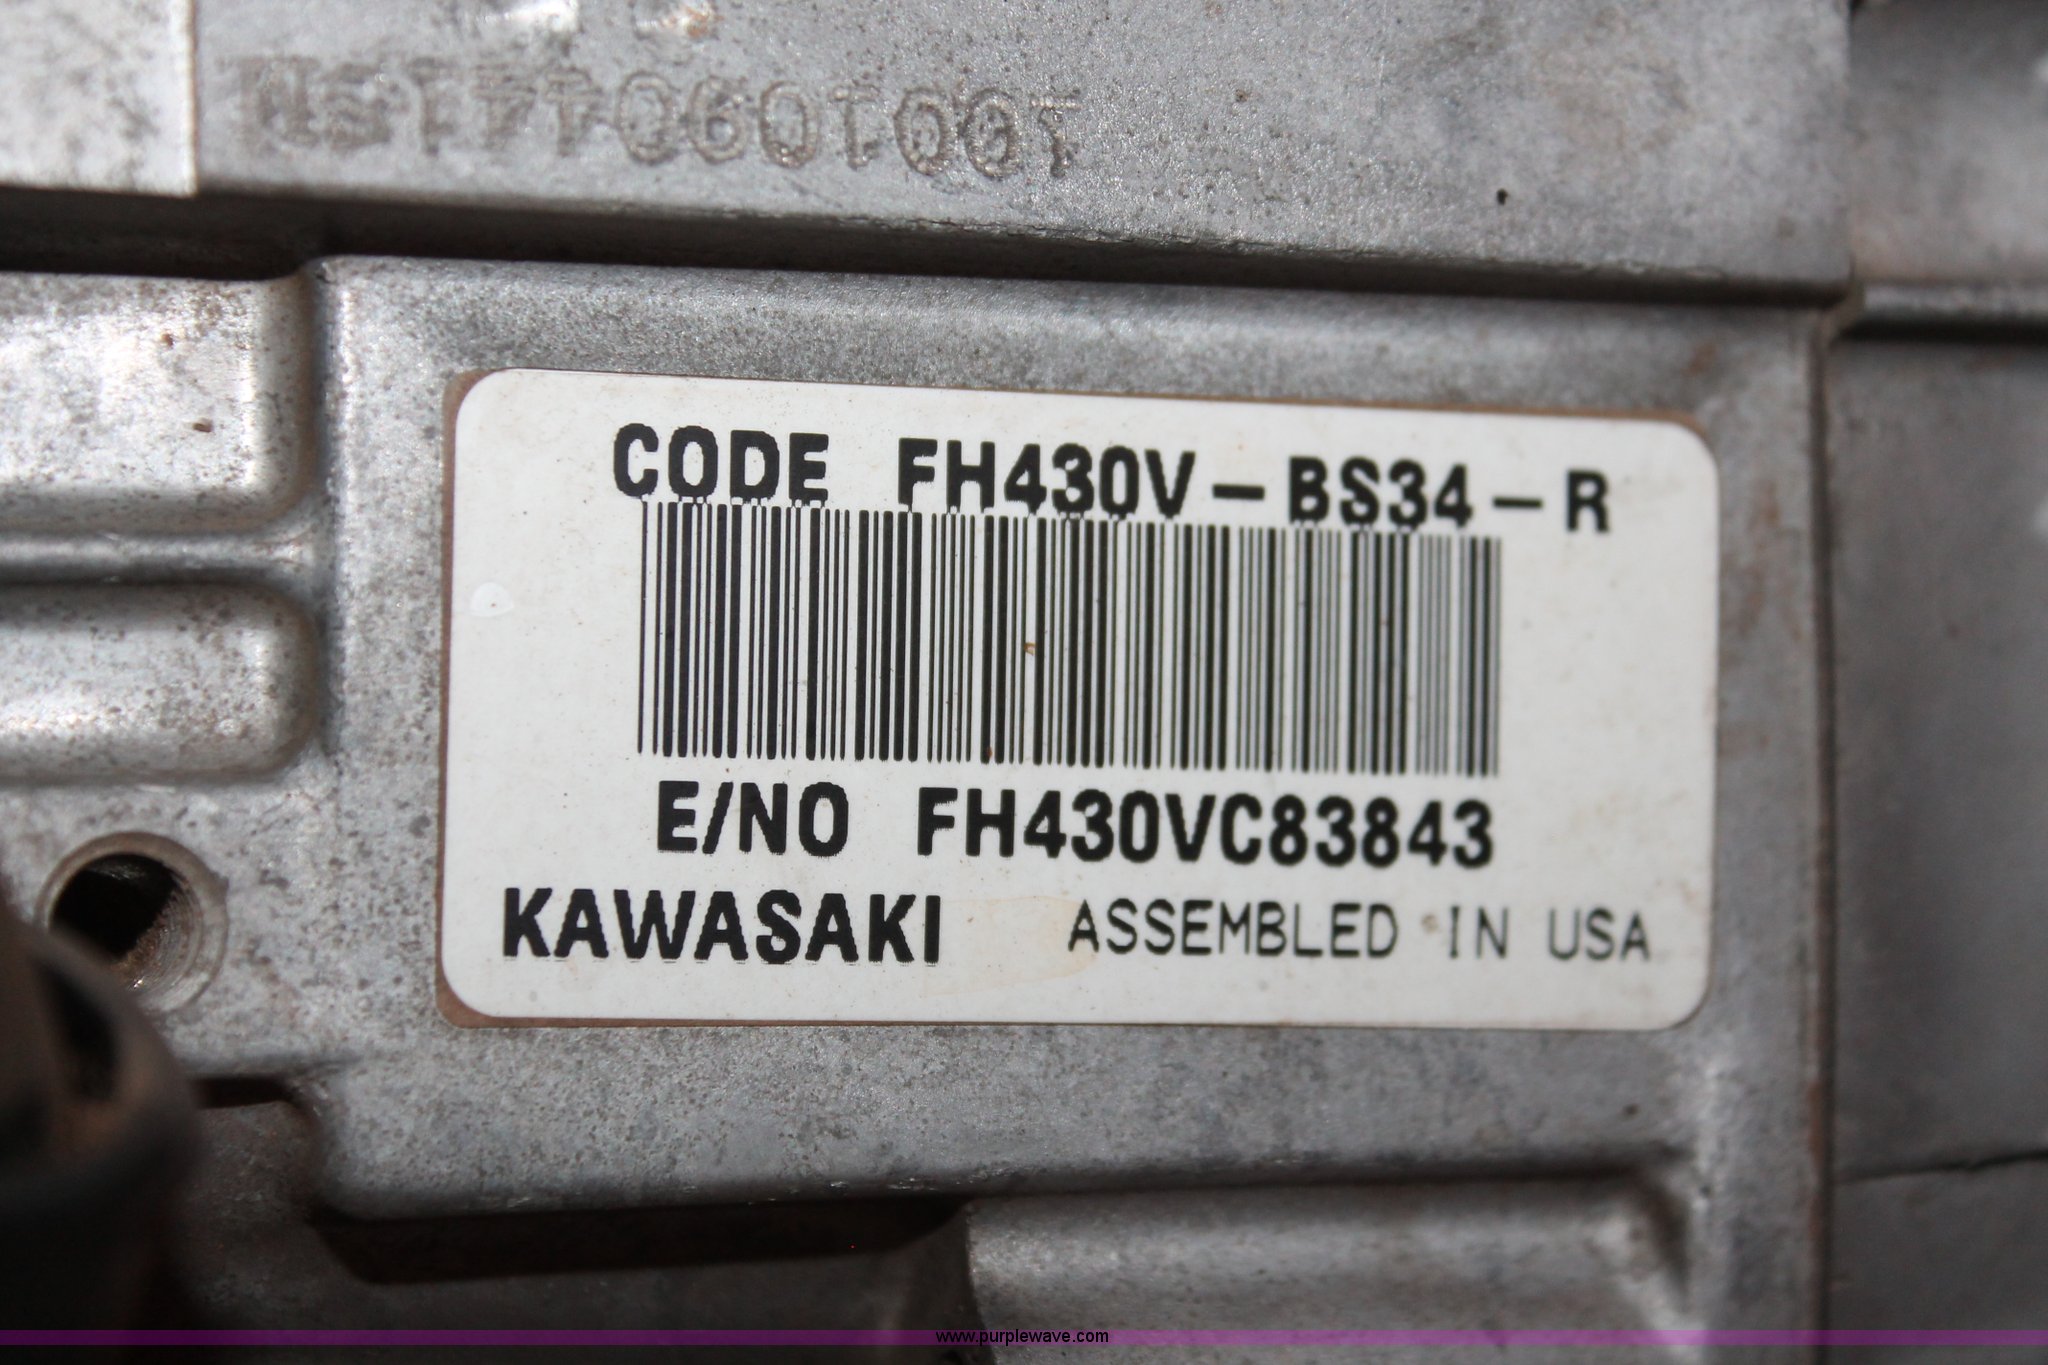 CODE FH430V-BS34-R
E/NO FH430VC83843
KAWASAKI ASSEMBLED IN USA
www.purplewave.com